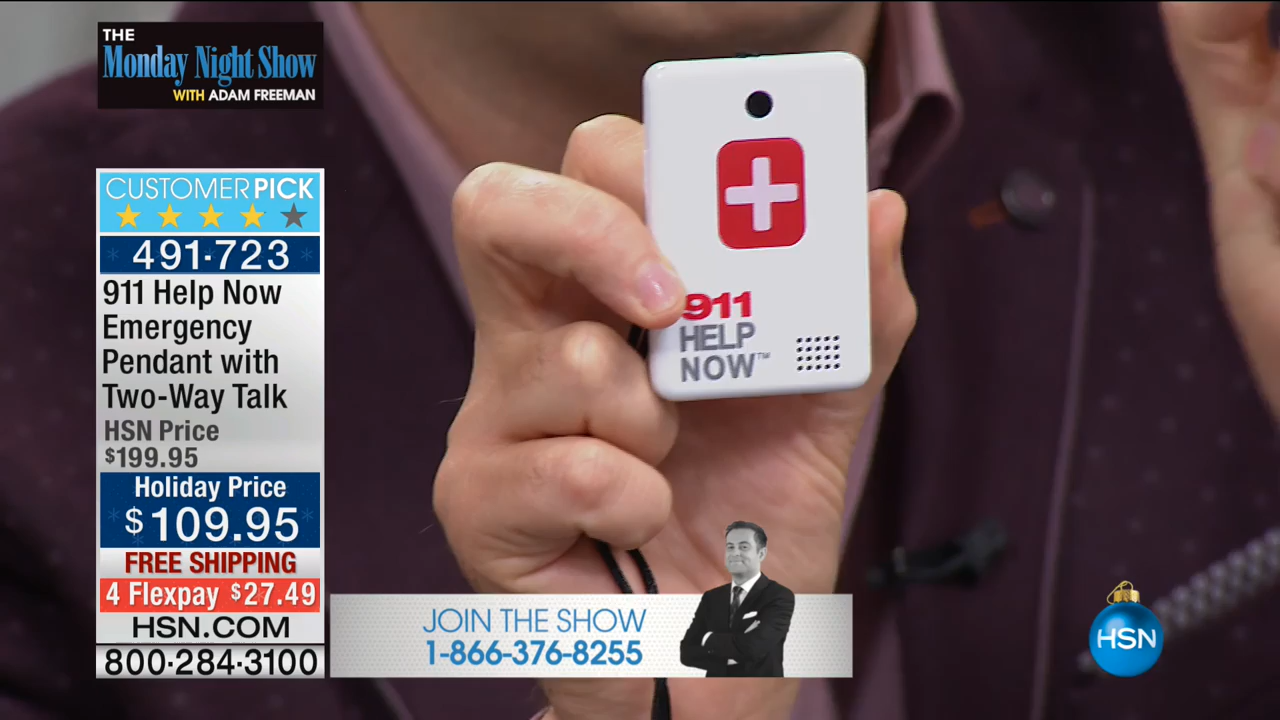 THE
Monday Night Show
WITH ADAM FREEMAN
CUSTOMER PICK
491·723
911 Help Now
Emergency
Pendant with
Two-Way Talk
HSN Price
$199.95
Holiday Price
$109.95
FREE SHIPPING
4 Flexpay $27.49
HSN.COM
800·284·3100
911
HELP
NOW™
JOIN THE SHOW
1-866-376-8255
HSN